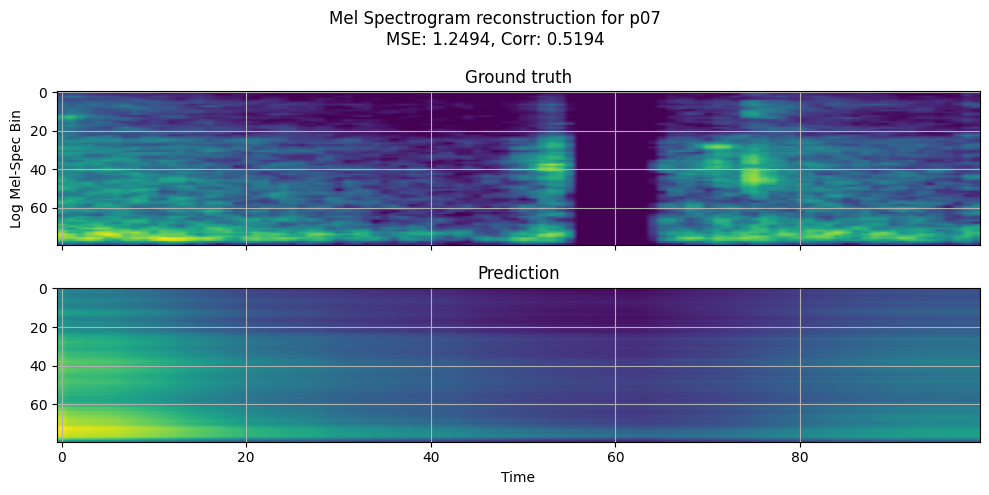 Mel Spectrogram reconstruction for p07
MSE: 1.2494, Corr: 0.5194
Ground truth
0
20
40
60
Log Mel-Spec Bin
Prediction
0
20
40
60
0
20
40
60
80
Time